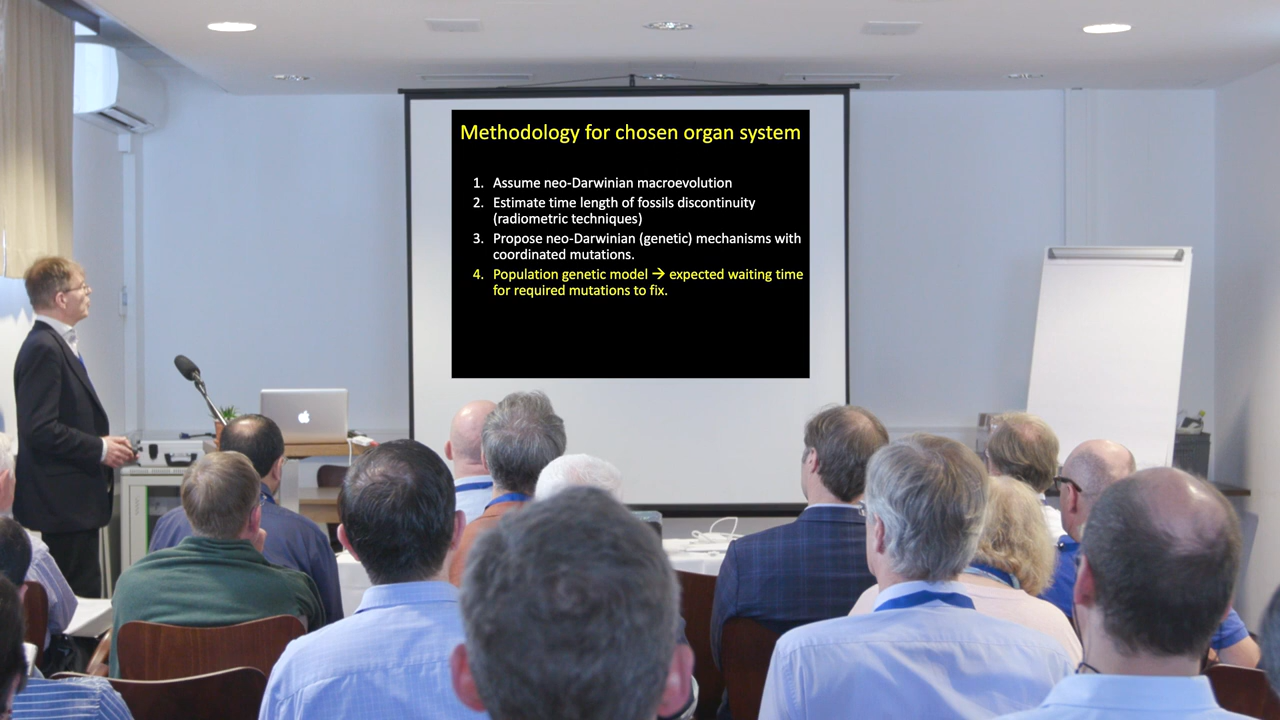 Methodology for chosen organ system
1. Assume neo-Darwinian macroevolution
2. Estimate time length of fossils discontinuity
(radiometric techniques)
3. Propose neo-Darwinian (genetic) mechanisms with
coordinated mutations.
4. Population genetic model → expected waiting time
for required mutations to fix.